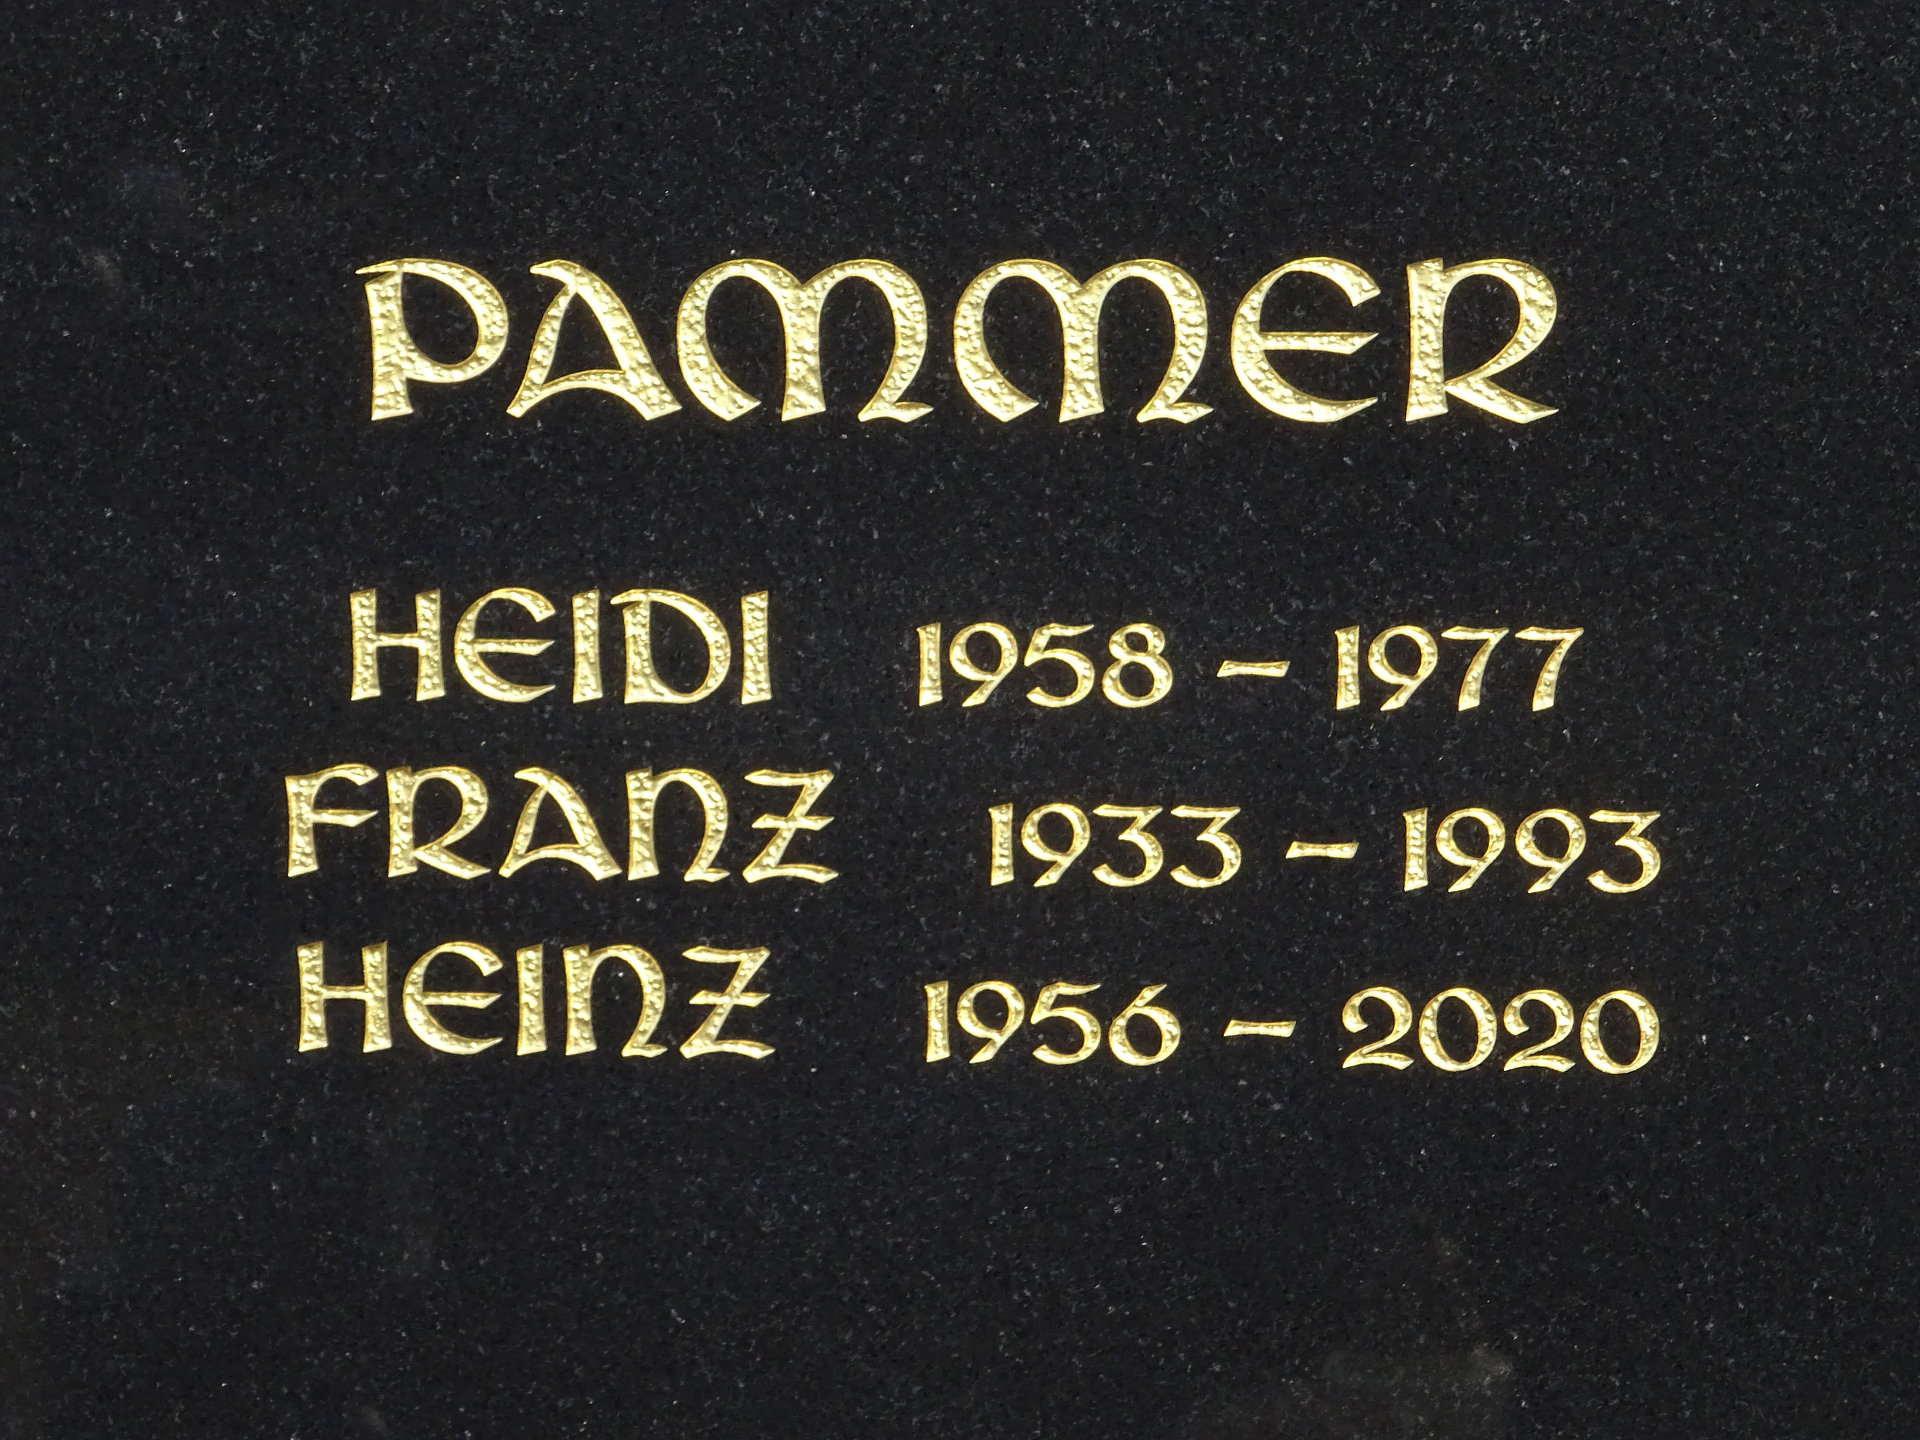 PAMMER
HEIDI 1958 – 1977
FRANZ 1933 – 1993
HEINZ 1956 – 2020